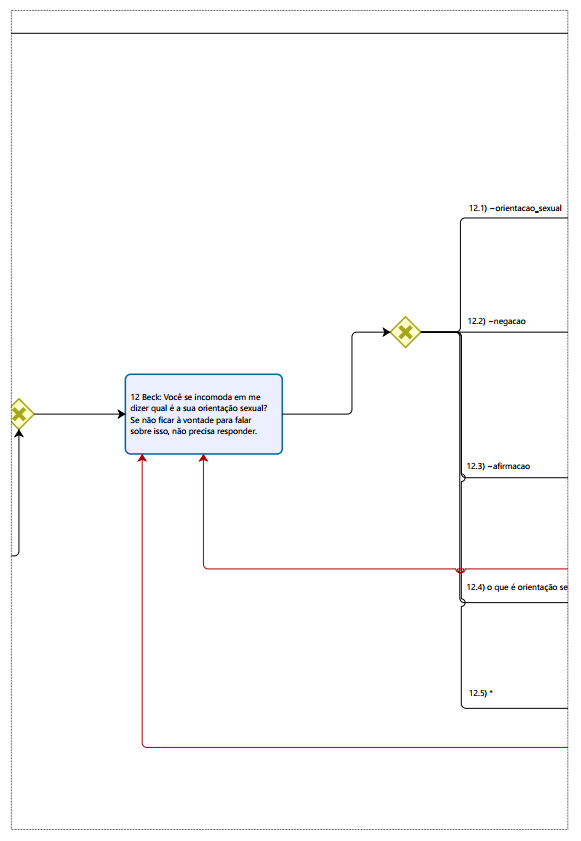 12.1) ~orientacao_sexual
12.2) ~negacao
12 Beck: Você se incomoda em me
dizer qual é a sua orientação sexual?
Se não ficar à vontade para falar
sobre isso, não precisa responder.
12.3) ~afirmacao
12.4) o que é orientação se
12.5) *